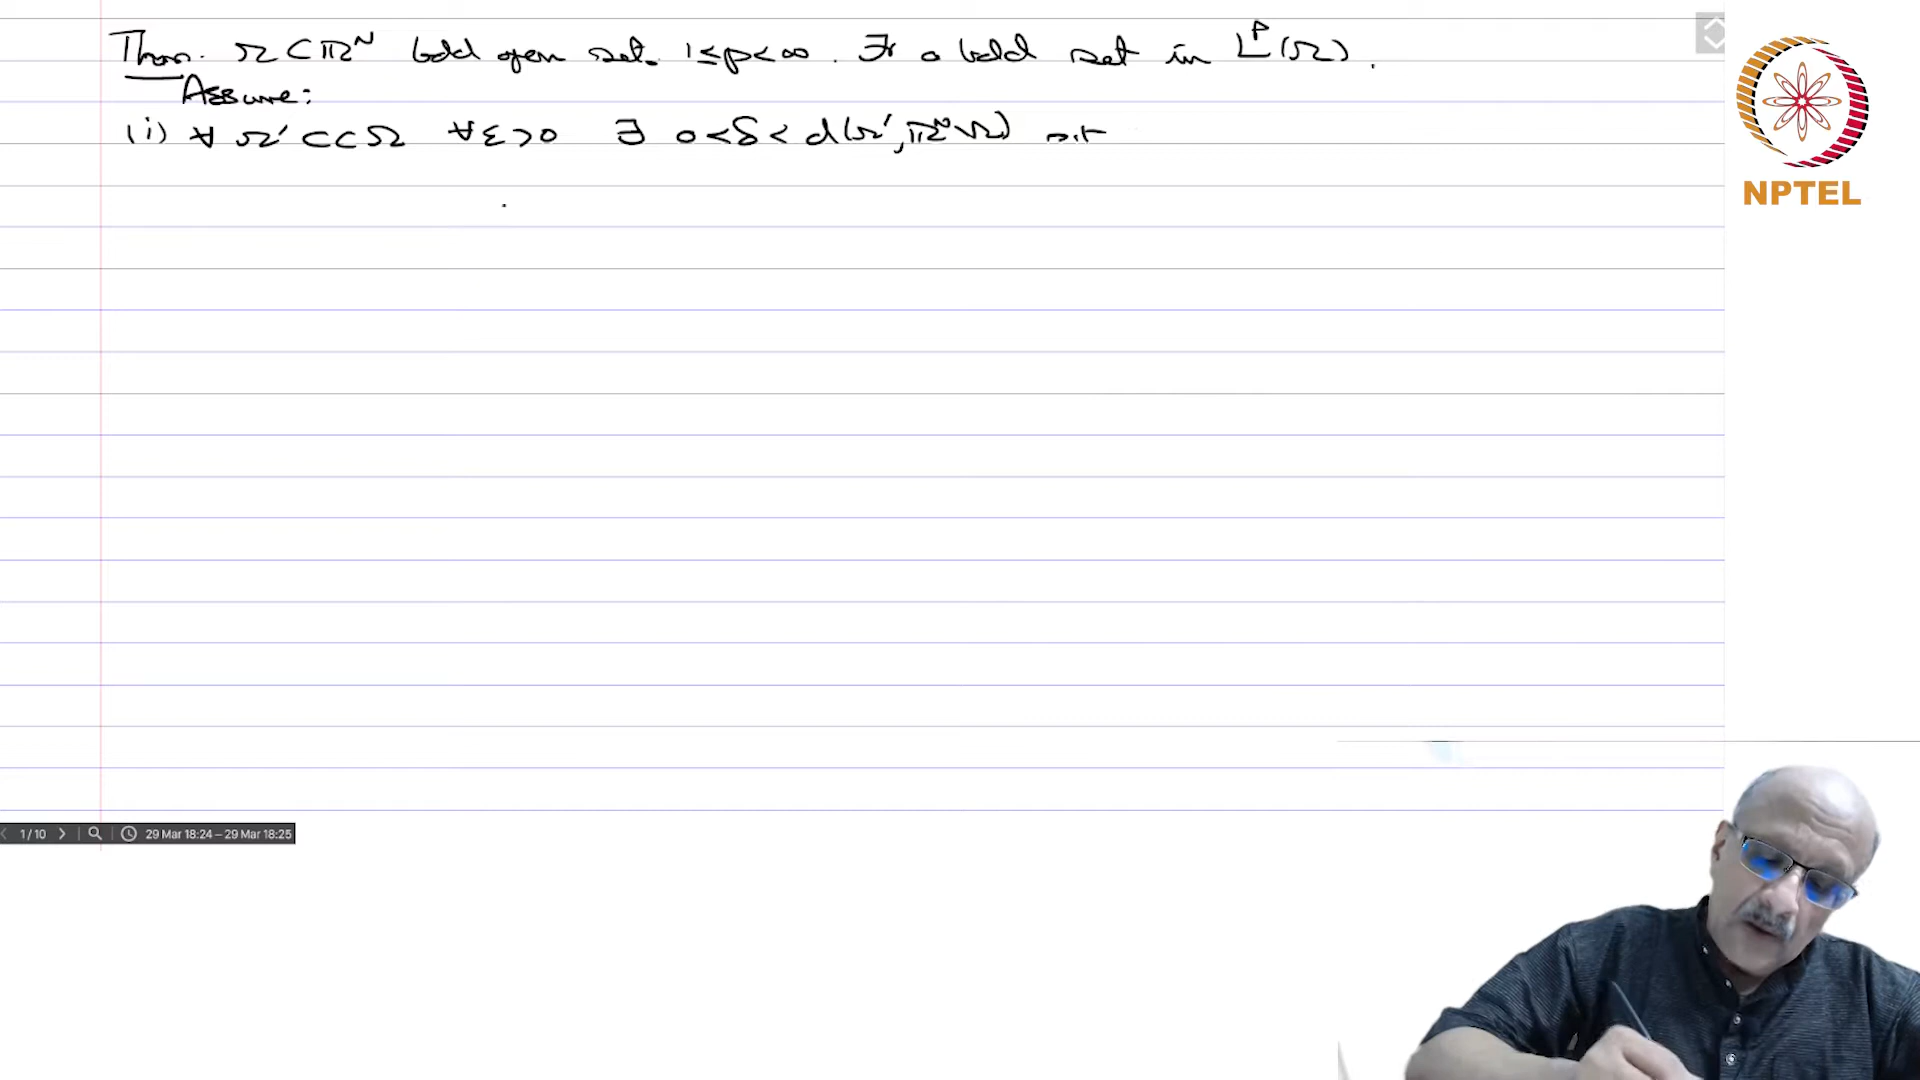 Thm. Ω ⊂ ℝᴺ bdd open set. 1 ≤ p < ∞. ℱ a bdd set in Lᵖ(Ω).
Assume:
(i) ∀ Ω' ⊂⊂ Ω ∀ ε > 0 ∃ 0 < δ < d(Ω', ℝᴺ\Ω) s.t
NPTEL
1/10 29 Mar 18:24 – 29 Mar 18:25